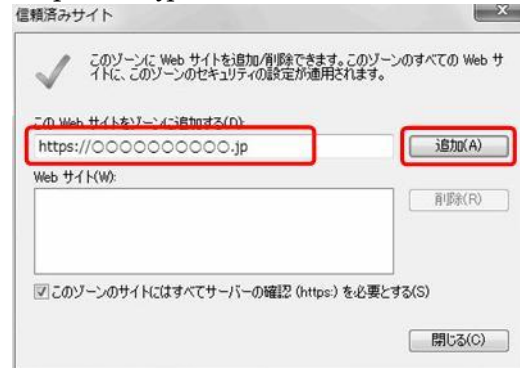 信頼済みサイト
このゾーンに Web サイトを追加/削除できます。このゾーンのすべての Web サ
イトに、このゾーンのセキュリティの設定が適用されます。
この Web サイトをゾーンに追加する(D):
https://○○○○○○○○○○.jp
追加(A)
Web サイト(W):
削除(R)
このゾーンのサイトにはすべてサーバーの確認 (https:) を必要とする(S)
閉じる(C)